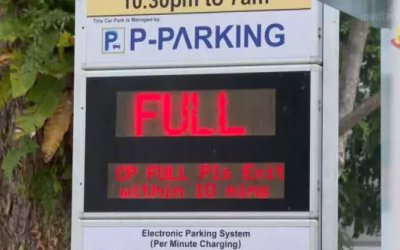 10.30pm to 7am
This Car Park is Managed by:
P P-PARKING
FULL
CP FULL Pls Exit
within 10 mins
Electronic Parking System
(Per Minute Charging)